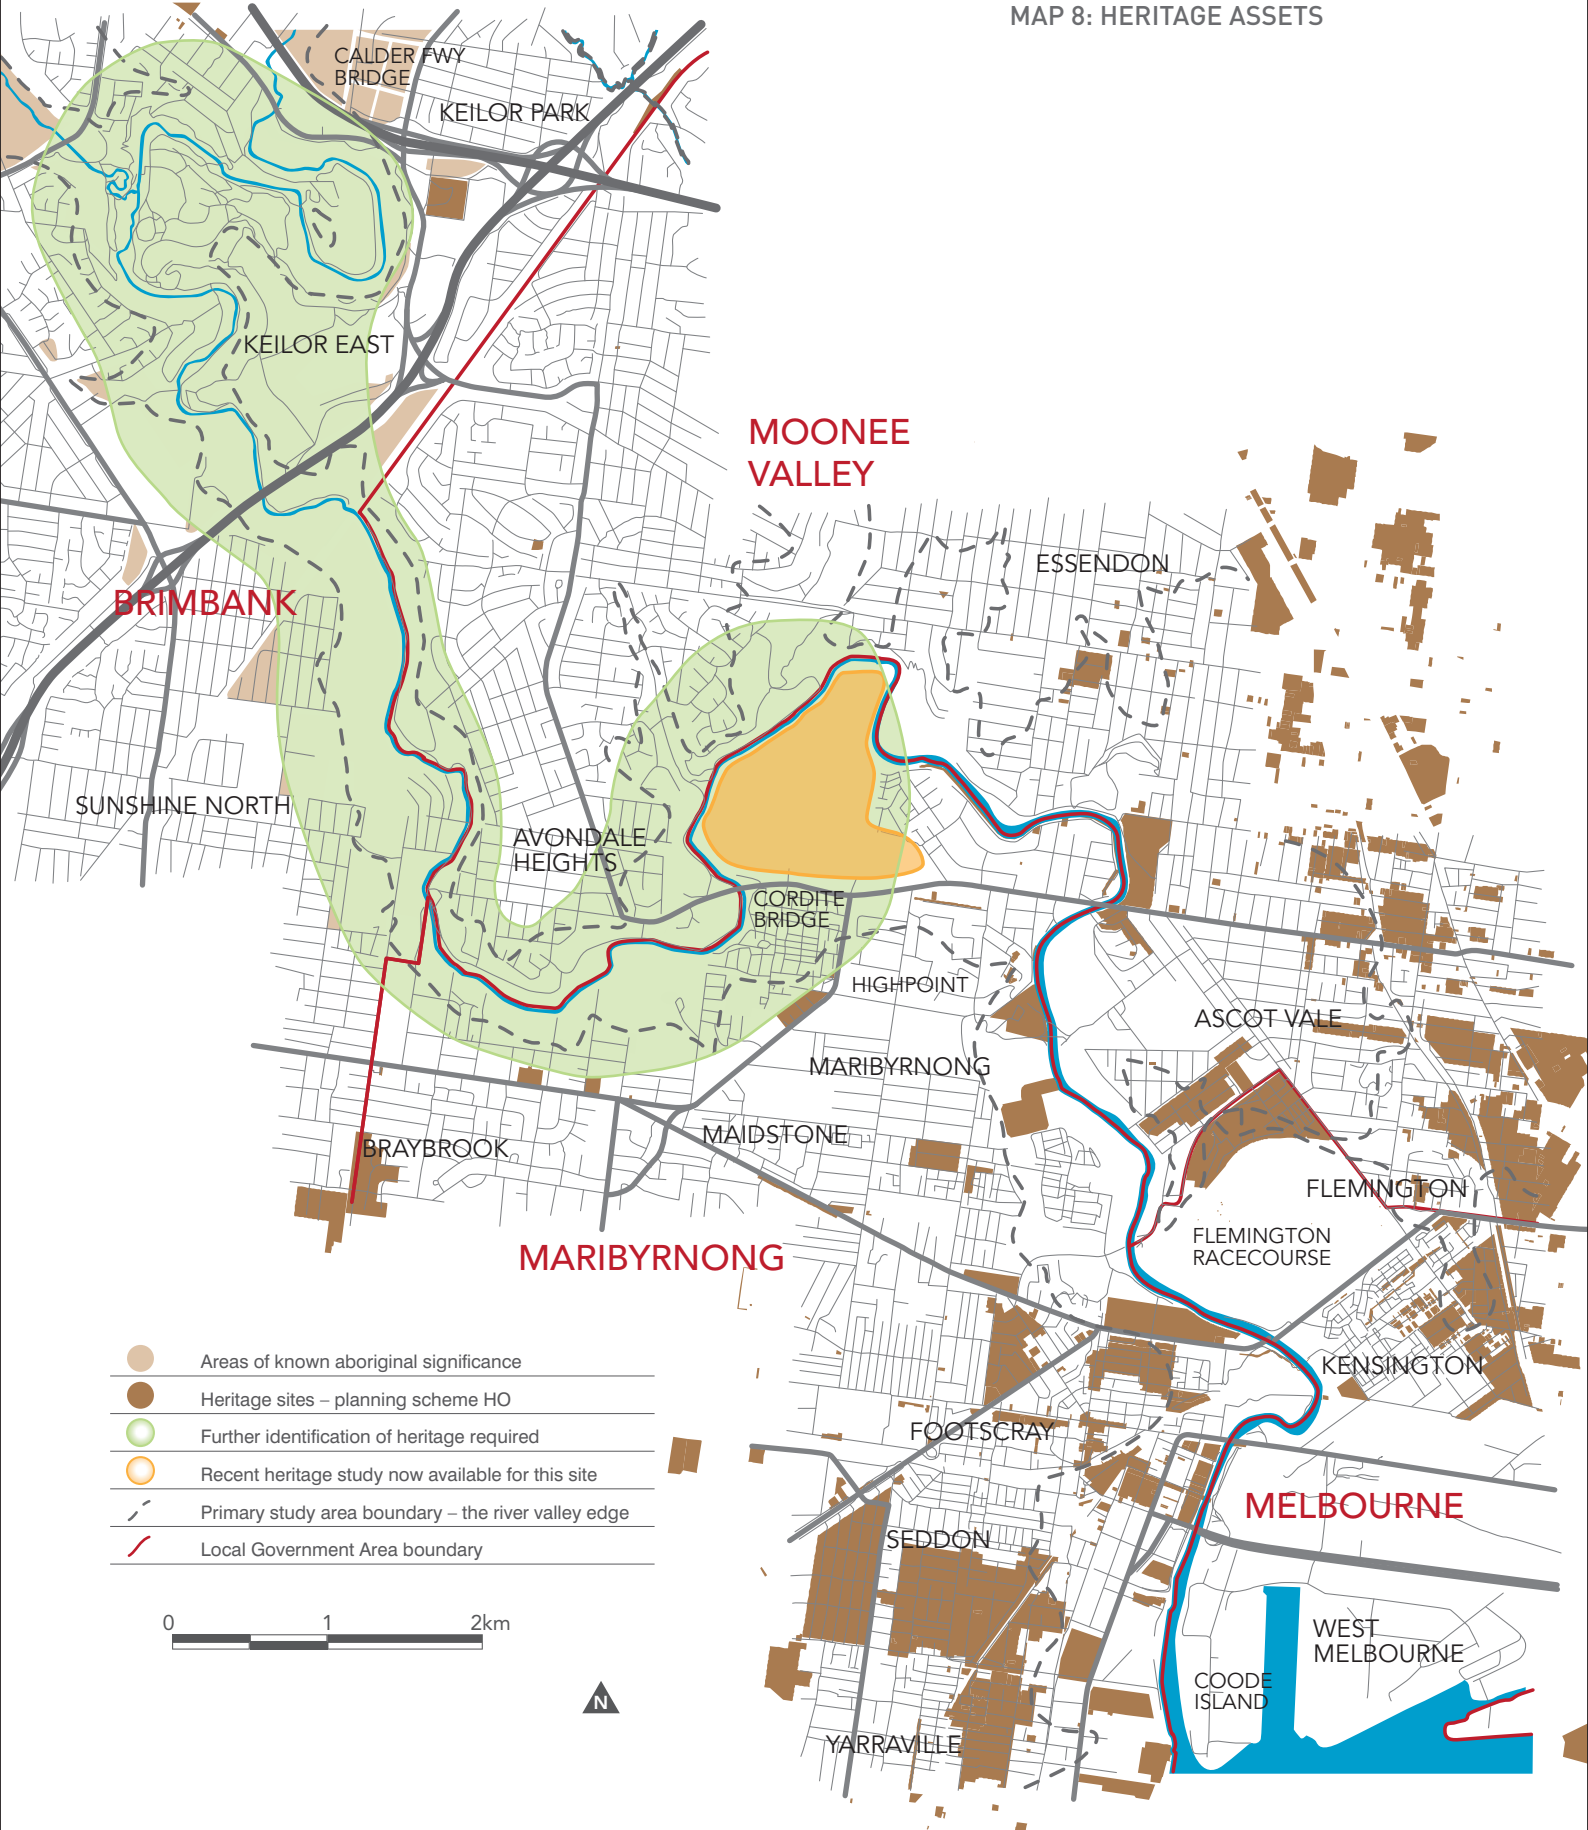 MAP 8: HERITAGE ASSETS
CALDER FWY
BRIDGE
KEILOR PARK
KEILOR EAST
MOONEE
VALLEY
ESSENDON
BRIMBANK
SUNSHINE NORTH
AVONDALE
HEIGHTS
CORDITE
BRIDGE
HIGHPOINT
ASCOT VALE
MARIBYRNONG
MAIDSTONE
BRAYBROOK
FLEMINGTON
FLEMINGTON
RACECOURSE
MARIBYRNONG
KENSINGTON
FOOTSCRAY
MELBOURNE
SEDDON
WEST
MELBOURNE
COODE
ISLAND
YARRAVILLE
Areas of known aboriginal significance
Heritage sites – planning scheme HO
Further identification of heritage required
Recent heritage study now available for this site
Primary study area boundary – the river valley edge
Local Government Area boundary
0 1 2km
N